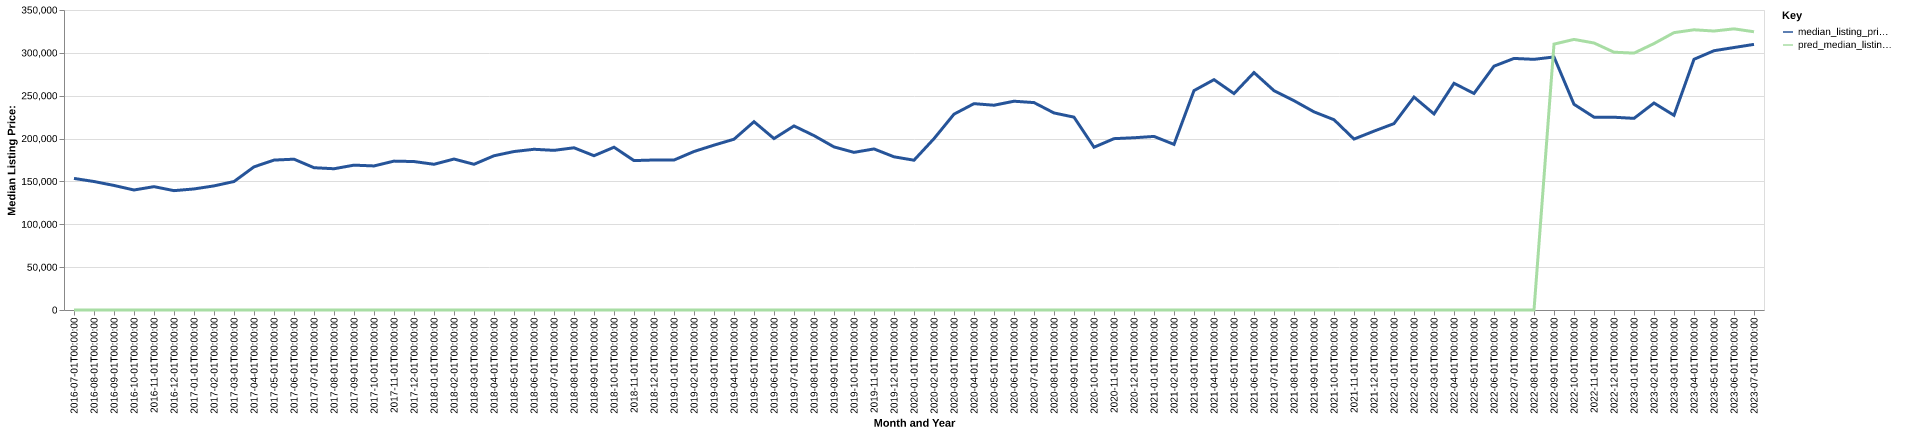 350,000
300,000
250,000
200,000
150,000
100,000
50,000
0
Median Listing Price:
2016-07-01T00:00:00
2016-08-01T00:00:00
2016-09-01T00:00:00
2016-10-01T00:00:00
2016-11-01T00:00:00
2016-12-01T00:00:00
2017-01-01T00:00:00
2017-02-01T00:00:00
2017-03-01T00:00:00
2017-04-01T00:00:00
2017-05-01T00:00:00
2017-06-01T00:00:00
2017-07-01T00:00:00
2017-08-01T00:00:00
2017-09-01T00:00:00
2017-10-01T00:00:00
2017-11-01T00:00:00
2017-12-01T00:00:00
2018-01-01T00:00:00
2018-02-01T00:00:00
2018-03-01T00:00:00
2018-04-01T00:00:00
2018-05-01T00:00:00
2018-06-01T00:00:00
2018-07-01T00:00:00
2018-08-01T00:00:00
2018-09-01T00:00:00
2018-10-01T00:00:00
2018-11-01T00:00:00
2018-12-01T00:00:00
2019-01-01T00:00:00
2019-02-01T00:00:00
2019-03-01T00:00:00
2019-04-01T00:00:00
2019-05-01T00:00:00
2019-06-01T00:00:00
2019-07-01T00:00:00
2019-08-01T00:00:00
2019-09-01T00:00:00
2019-10-01T00:00:00
2019-11-01T00:00:00
2019-12-01T00:00:00
2020-01-01T00:00:00
2020-02-01T00:00:00
2020-03-01T00:00:00
2020-04-01T00:00:00
2020-05-01T00:00:00
2020-06-01T00:00:00
2020-07-01T00:00:00
2020-08-01T00:00:00
2020-09-01T00:00:00
2020-10-01T00:00:00
2020-11-01T00:00:00
2020-12-01T00:00:00
2021-01-01T00:00:00
2021-02-01T00:00:00
2021-03-01T00:00:00
2021-04-01T00:00:00
2021-05-01T00:00:00
2021-06-01T00:00:00
2021-07-01T00:00:00
2021-08-01T00:00:00
2021-09-01T00:00:00
2021-10-01T00:00:00
2021-11-01T00:00:00
2021-12-01T00:00:00
2022-01-01T00:00:00
2022-02-01T00:00:00
2022-03-01T00:00:00
2022-04-01T00:00:00
2022-05-01T00:00:00
2022-06-01T00:00:00
2022-07-01T00:00:00
2022-08-01T00:00:00
2022-09-01T00:00:00
2022-10-01T00:00:00
2022-11-01T00:00:00
2022-12-01T00:00:00
2023-01-01T00:00:00
2023-02-01T00:00:00
2023-03-01T00:00:00
2023-04-01T00:00:00
2023-05-01T00:00:00
2023-06-01T00:00:00
2023-07-01T00:00:00
Month and Year
Key
median_listing_pri…
pred_median_listin…